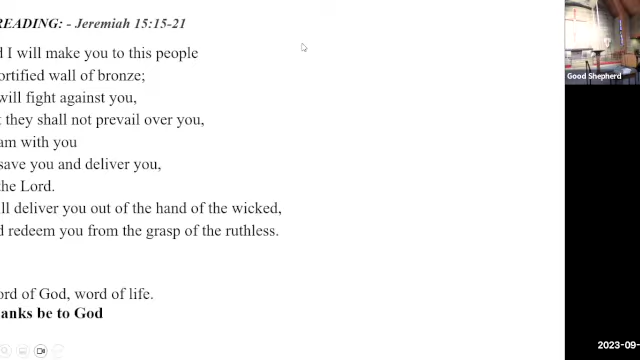 READING: - Jeremiah 15:15-21
I will make you to this people
ortified wall of bronze;
will fight against you,
they shall not prevail over you,
am with you
save you and deliver you,
the Lord.
ll deliver you out of the hand of the wicked,
d redeem you from the grasp of the ruthless.
ord of God, word of life.
anks be to God
Good Shepherd
2023-09-